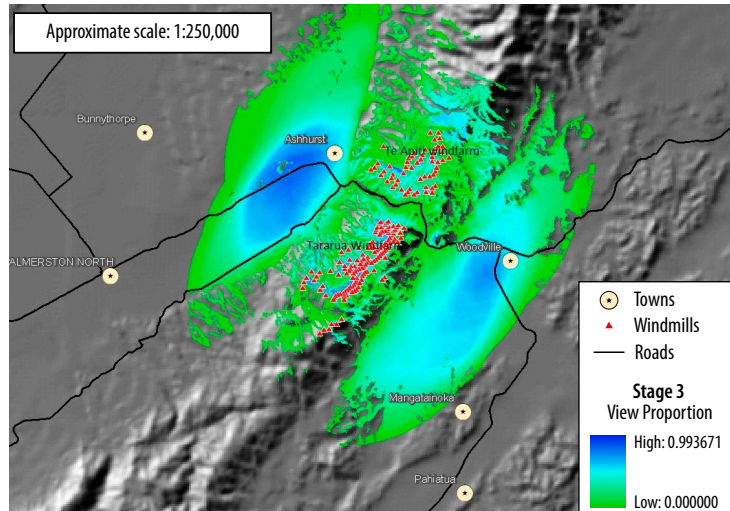 Approximate scale: 1:250,000
Bunnythorpe
Ashhurst
Te Apiti windfarm
Tararua Windfarm
Woodville
PALMERSTON NORTH
Mangatainoka
Pahiatua
Towns
Windmills
Roads
Stage 3
View Proportion
High: 0.993671
Low: 0.000000